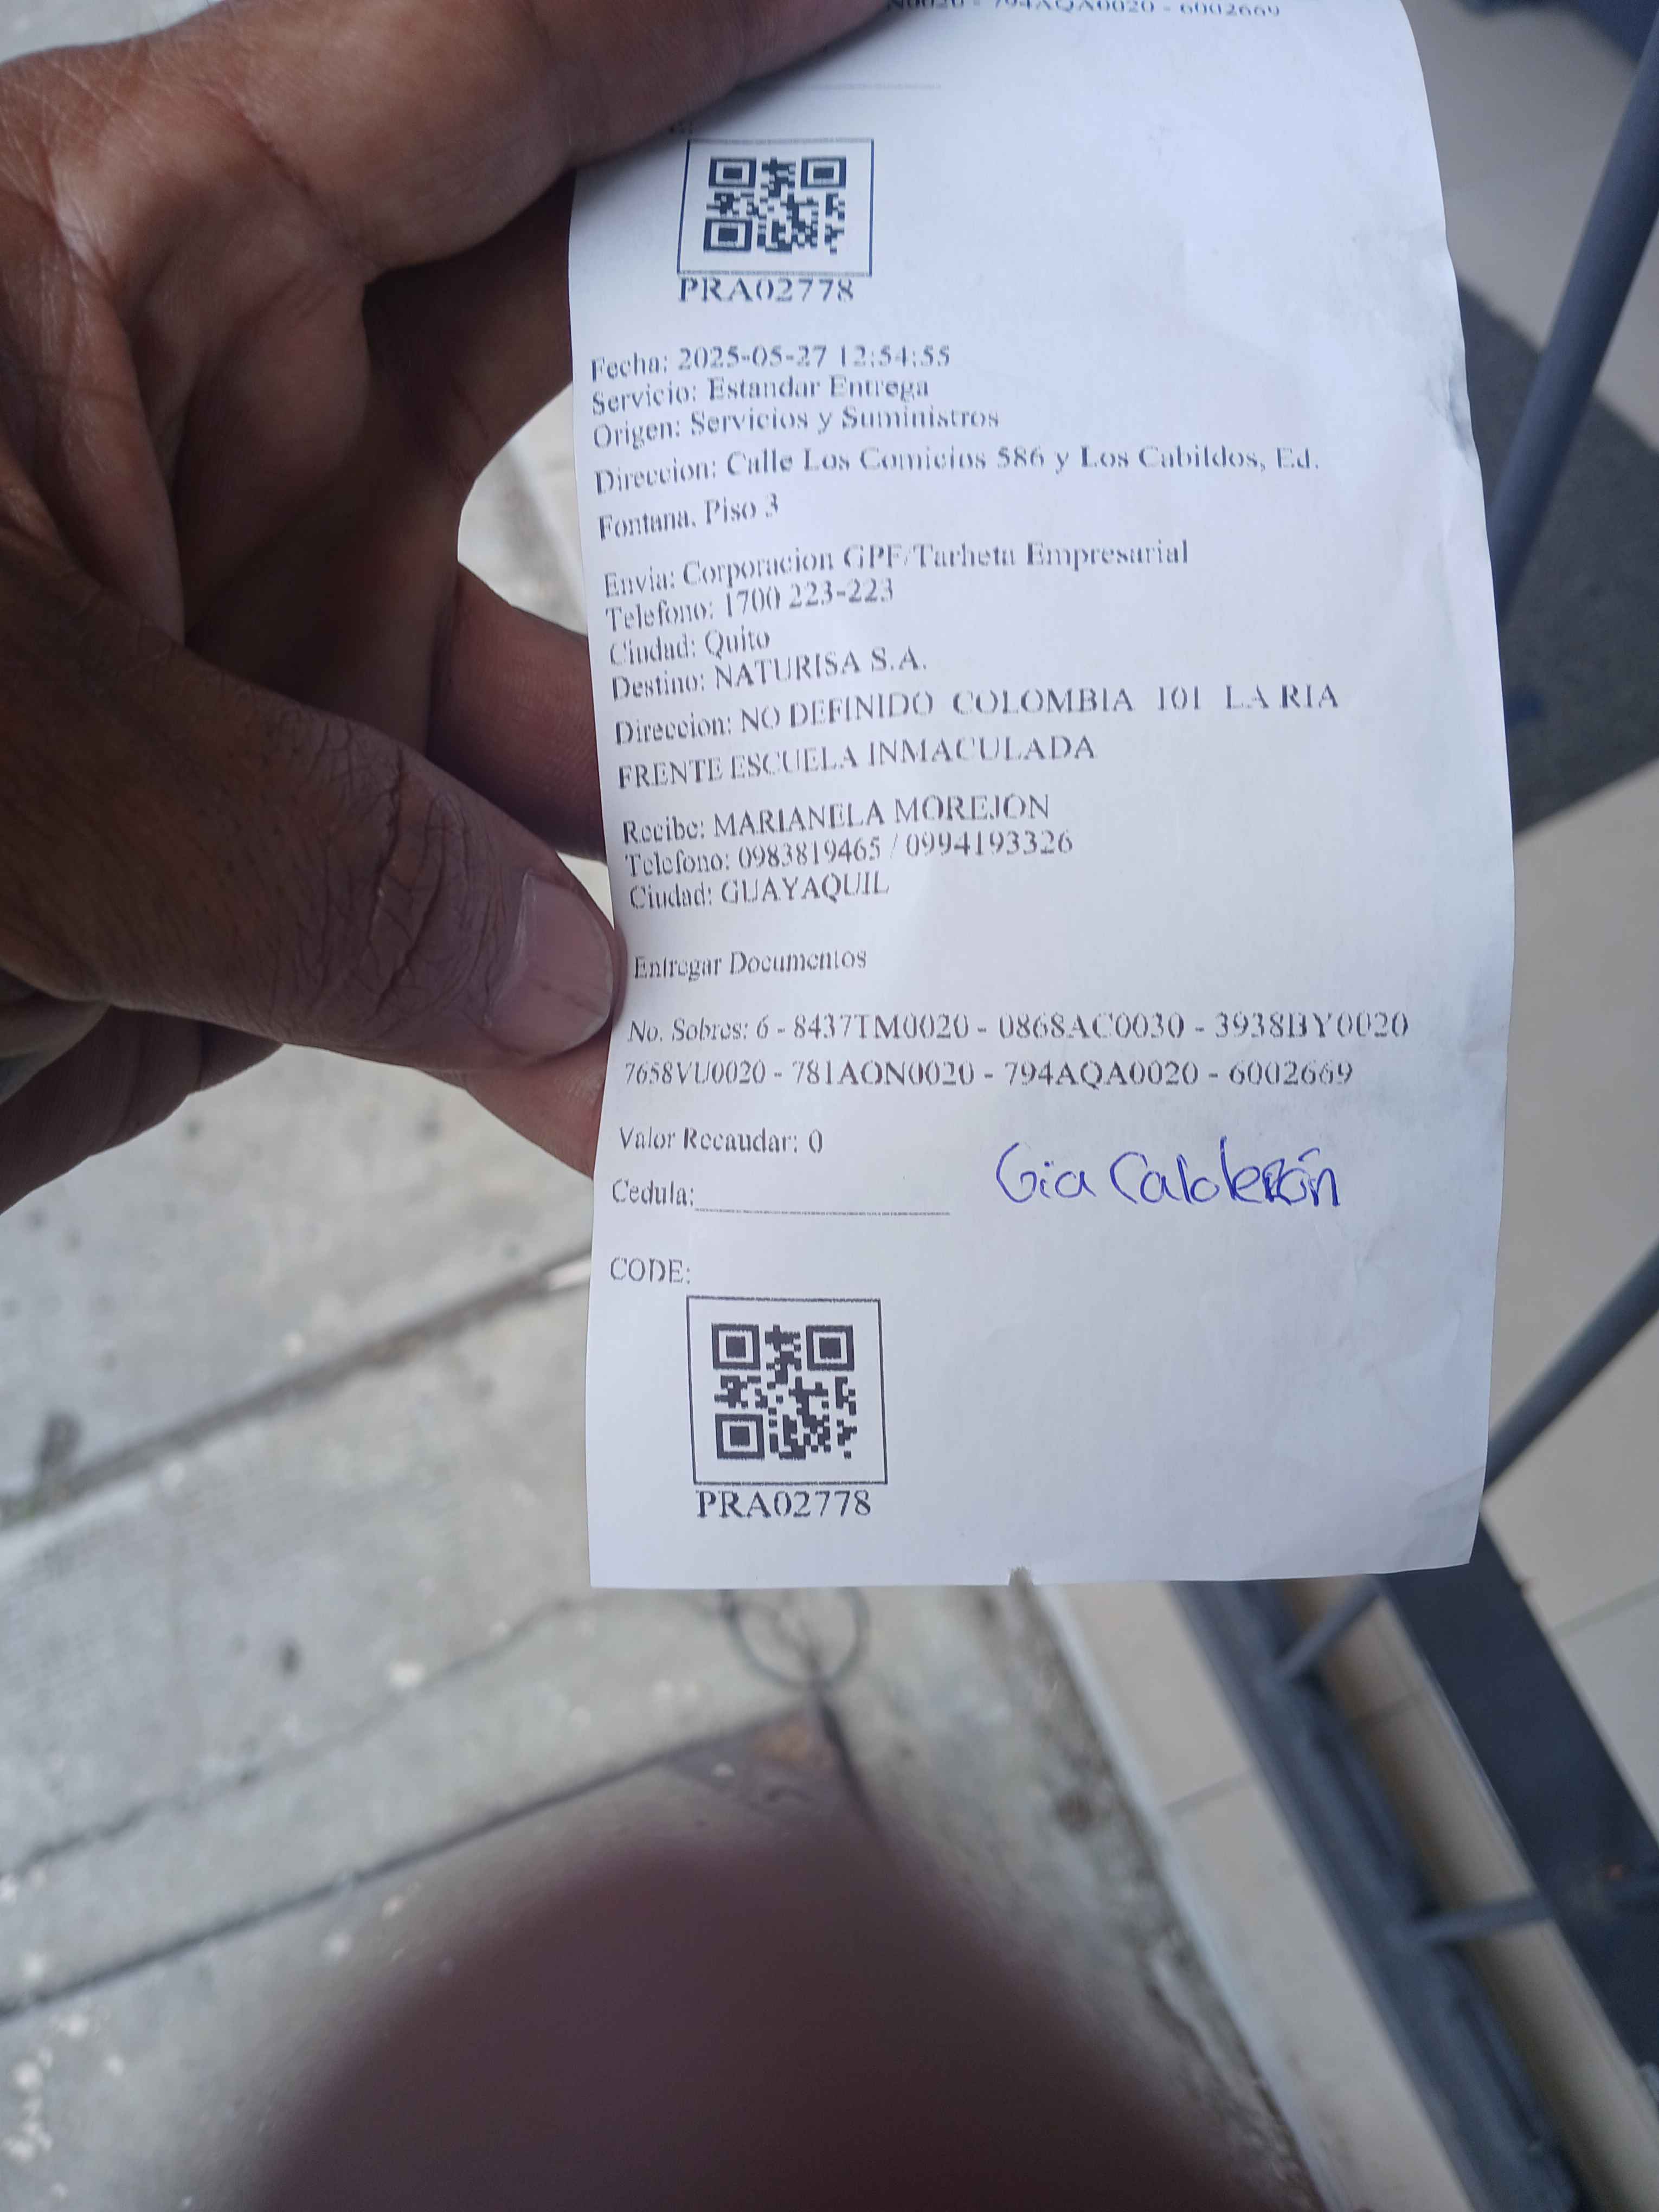 794AQA0020 - 6002669
PRA02778
Fecha: 2025-05-27 12:54:55
Servicio: Estandar Entrega
Origen: Servicios y Suministros
Direccion: Calle Los Comicios 586 y Los Cabildos, Ed.
Fontana. Piso 3
Envia: Corporacion GPF/Tarheta Empresarial
Telefono: 1700 223-223
Ciudad: Quito
Destino: NATURISA S.A.
Direccion: NO DEFINIDO COLOMBIA 101 LA RIA
FRENTE ESCUELA INMACULADA
Recibe: MARIANELA MOREJON
Telefono: 0983819465 / 0994193326
Ciudad: GUAYAQUIL
Entregar Documentos
No. Sobres: 6 - 8437TM0020 - 0868AC0030 - 3938BY0020
7658VU0020 - 781AON0020 - 794AQA0020 - 6002669
Valor Recaudar: 0
Cedula:
Gia Calderón
CODE:
PRA02778